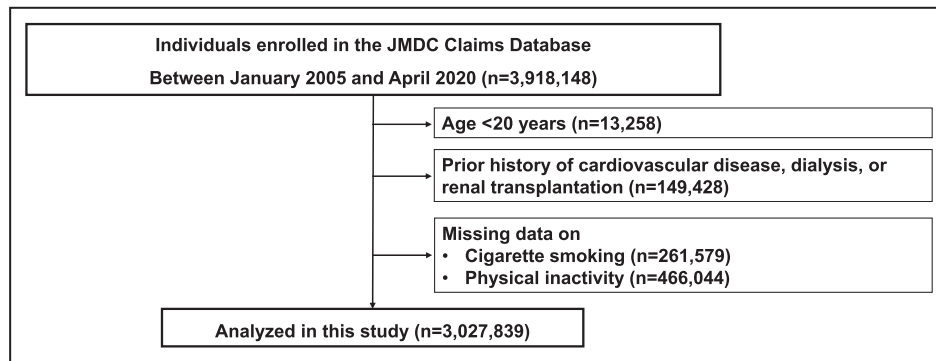 Individuals enrolled in the JMDC Claims Database
Between January 2005 and April 2020 (n=3,918,148)
Age <20 years (n=13,258)
Prior history of cardiovascular disease, dialysis, or
renal transplantation (n=149,428)
Missing data on
• Cigarette smoking (n=261,579)
• Physical inactivity (n=466,044)
Analyzed in this study (n=3,027,839)